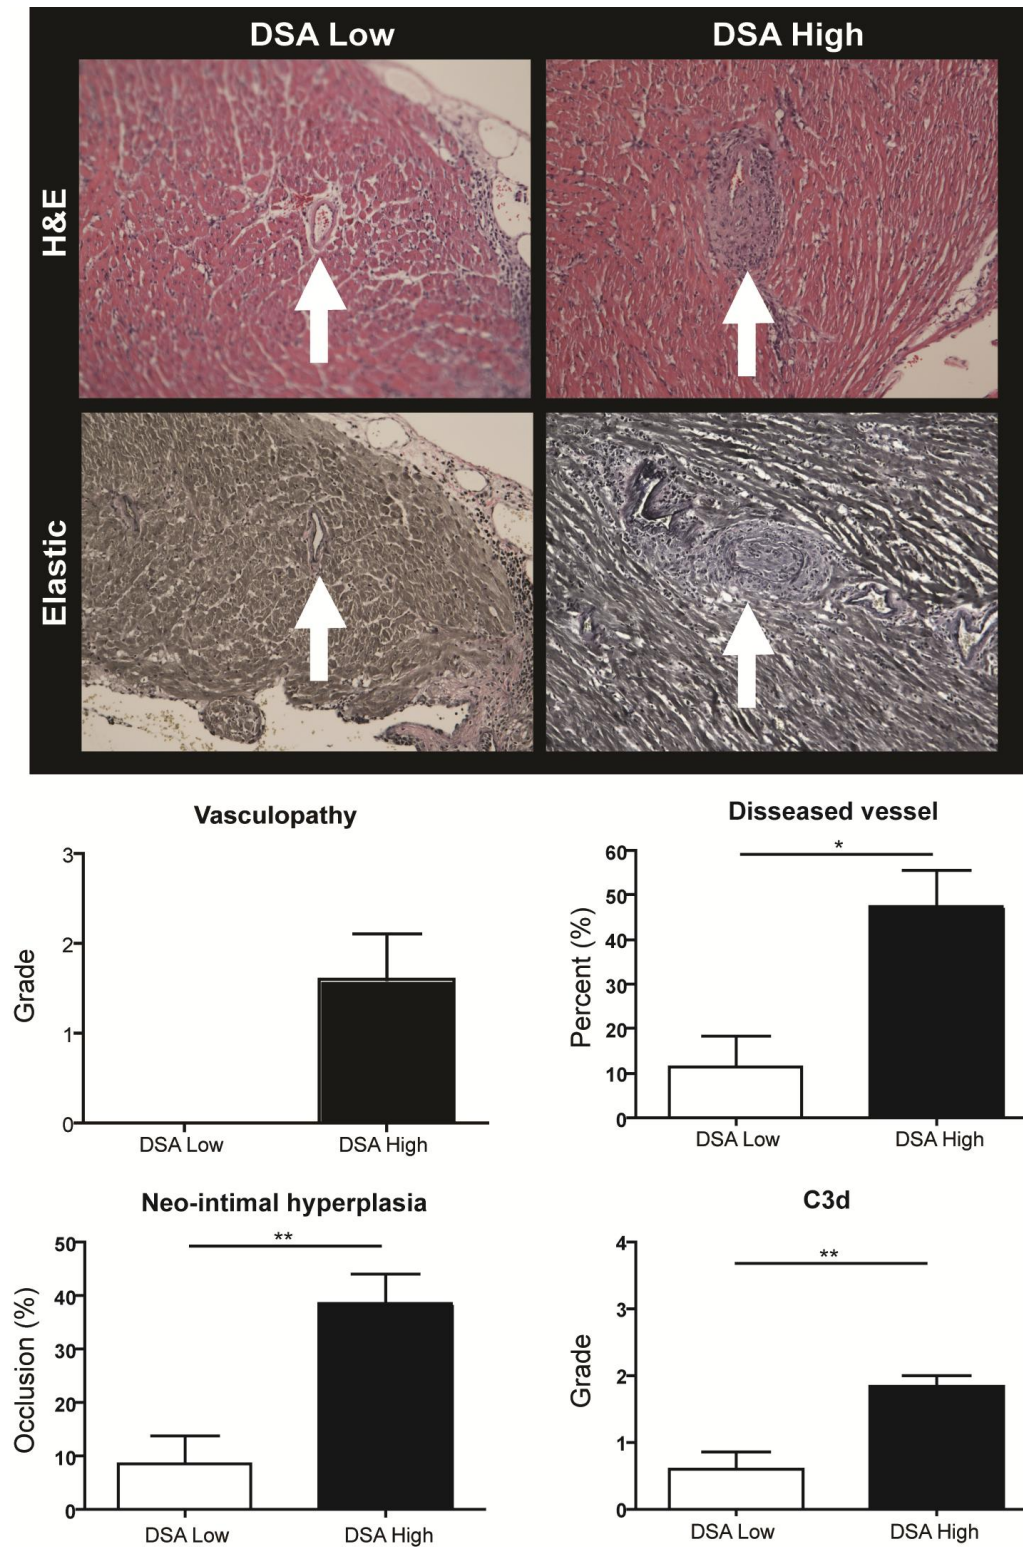 DSA Low
DSA High
H&E
Elastic
Vasculopathy
3
2
1
0
Grade
DSA Low
DSA High
Disseased vessel
*
60
50
40
30
20
10
0
Percent (%)
DSA Low
DSA High
Neo-intimal hyperplasia
**
50
40
30
20
10
0
Occlusion (%)
DSA Low
DSA High
C3d
**
4
3
2
1
0
Grade
DSA Low
DSA High